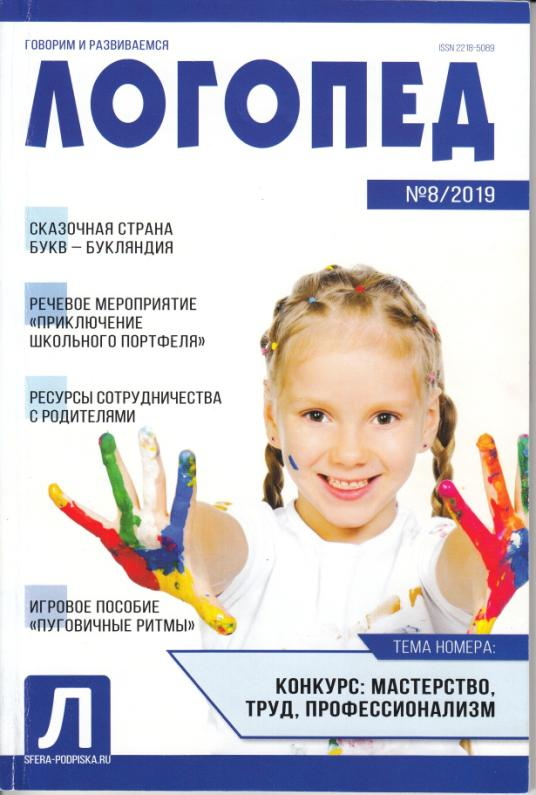 ГОВОРИМ И РАЗВИВАЕМСЯ
ISSN 2218-5089
ЛОГОПЕД
№8/2019
СКАЗОЧНАЯ СТРАНА
БУКВ – БУКЛЯНДИЯ
РЕЧЕВОЕ МЕРОПРИЯТИЕ
«ПРИКЛЮЧЕНИЕ
ШКОЛЬНОГО ПОРТФЕЛЯ»
РЕСУРСЫ СОТРУДНИЧЕСТВА
С РОДИТЕЛЯМИ
ИГРОВОЕ ПОСОБИЕ
«ПУГОВИЧНЫЕ РИТМЫ»
ТЕМА НОМЕРА:
КОНКУРС: МАСТЕРСТВО,
ТРУД, ПРОФЕССИОНАЛИЗМ
Л
SFERA-PODPISKA.RU